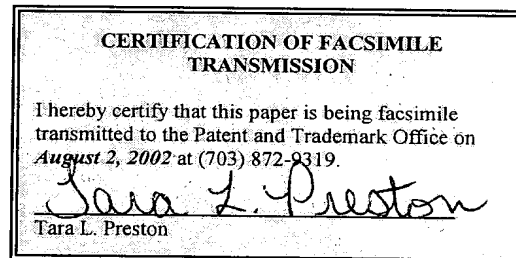 CERTIFICATION OF FACSIMILE
TRANSMISSION
I hereby certify that this paper is being facsimile
transmitted to the Patent and Trademark Office on
August 2, 2002 at (703) 872-9319.
Tara L. Preston
Tara L. Preston